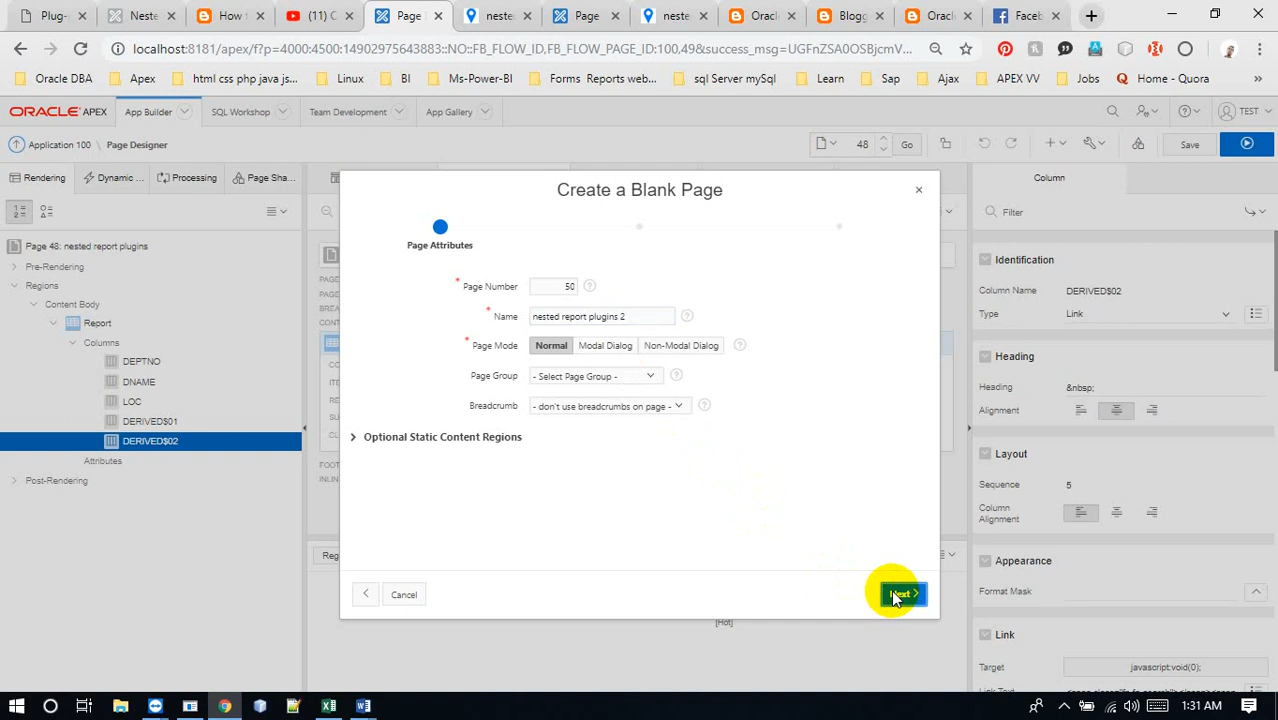 Plug- ×
Neste ×
How t ×
(11) C ×
Page ×
neste ×
Page ×
neste ×
Oracl ×
Blogg ×
Oracl ×
Faceb ×
localhost:8181/apex/f?p=4000:4500:14902975643883::NO::FB_FLOW_ID,FB_FLOW_PAGE_ID:100,49&success_msg=UGFnZSA0OSBjcmV...
Oracle DBA
Apex
html css php java js...
Linux
BI
Ms-Power-BI
Forms Reports web...
sql Server mySql
Learn
Sap
Ajax
APEX VV
Jobs
Home - Quora
»
ORACLE APEX
App Builder
SQL Workshop
Team Development
App Gallery
TEST
Application 100
Page Designer
48
Go
Save
Rendering
Dynamic ...
Processing
Page Sha...
Page 48: nested report plugins
Pre-Rendering
Regions
Content Body
Report
Columns
DEPTNO
DNAME
LOC
DERIVED$01
DERIVED$02
Attributes
Post-Rendering
Create a Blank Page
Page Attributes
* Page Number 50
* Name nested report plugins 2
* Page Mode Normal Modal Dialog Non-Modal Dialog
Page Group - Select Page Group -
Breadcrumb - don't use breadcrumbs on page -
Optional Static Content Regions
Cancel
Next
Reg
[Hot]
Column
Filter
Identification
Column Name DERIVED$02
Type Link
Heading
Heading &nbsp;
Alignment
Layout
Sequence 5
Column
Alignment
Appearance
Format Mask
Link
Target javascript:void(0);
1:31 AM